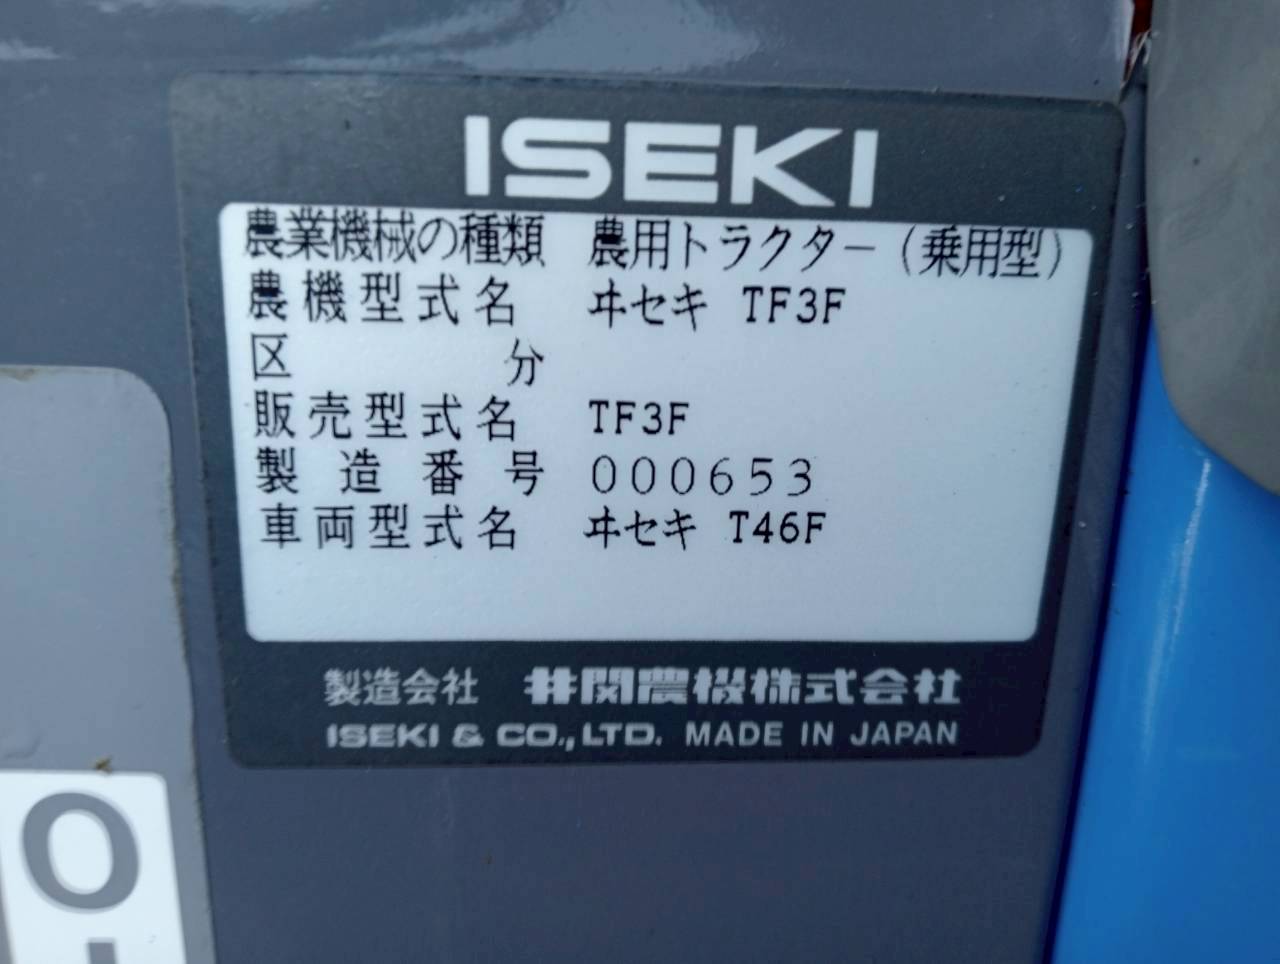 ISEKI
農業機械の種類 農用トラクター(乗用型)
農機型式名 ヰセキ TF3F
区分
販売型式名 TF3F
製造番号 000653
車両型式名 ヰセキ T46F
製造会社 井関農機株式会社
ISEKI & CO.,LTD. MADE IN JAPAN
O